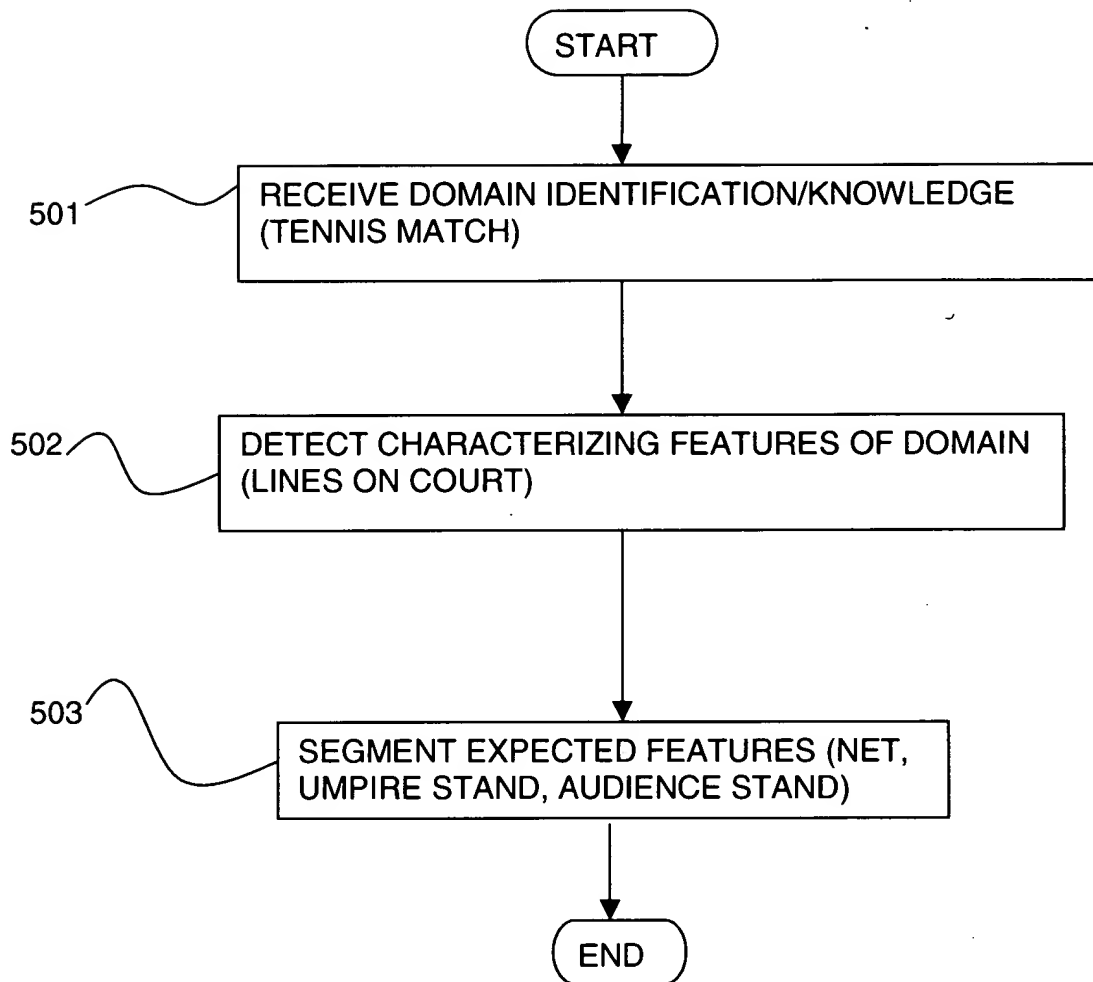 START
501
RECEIVE DOMAIN IDENTIFICATION/KNOWLEDGE
(TENNIS MATCH)
502
DETECT CHARACTERIZING FEATURES OF DOMAIN
(LINES ON COURT)
503
SEGMENT EXPECTED FEATURES (NET,
UMPIRE STAND, AUDIENCE STAND)
END